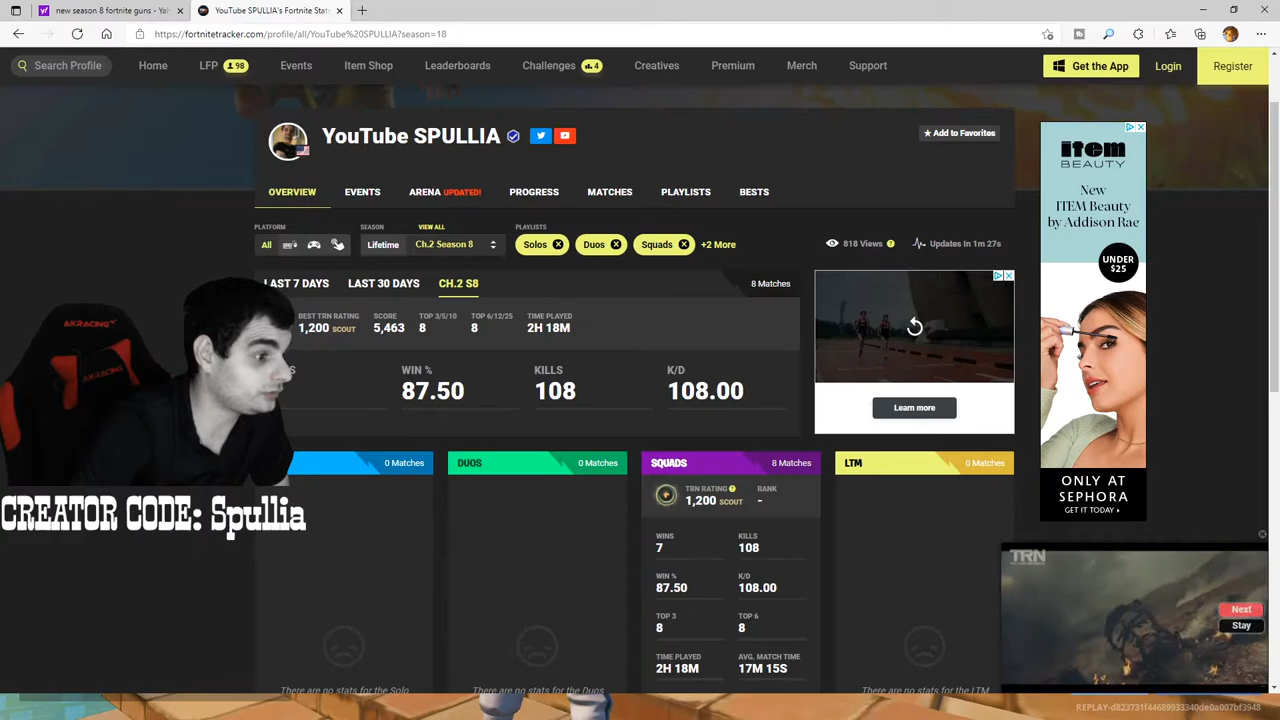 new season 8 fortnite guns - Yah
YouTube SPULLIA's Fortnite Stats
https://fortnitetracker.com/profile/all/YouTube%20SPULLIA?season=18
Search Profile
Home
LFP 98
Events
Item Shop
Leaderboards
Challenges 4
Creatives
Premium
Merch
Support
Get the App
Login
Register
YouTube SPULLIA
★ Add to Favorites
OVERVIEW
EVENTS
ARENA UPDATED!
PROGRESS
MATCHES
PLAYLISTS
BESTS
PLATFORM
All
SEASON
VIEW ALL
Lifetime
Ch.2 Season 8
PLAYLISTS
Solos
Duos
Squads
+2 More
818 Views
Updates In 1m 27s
LAST 7 DAYS
LAST 30 DAYS
CH.2 S8
8 Matches
BEST TRN RATING
1,200 SCOUT
SCORE
5,463
TOP 3/5/10
8
TOP 6/12/25
8
TIME PLAYED
2H 18M
WIN %
87.50
KILLS
108
K/D
108.00
Learn more
0 Matches
There are no stats for the Solo
DUOS
0 Matches
There are no stats for the Duos
SQUADS
8 Matches
TRN RATING
1,200 SCOUT
RANK
-
WINS
7
KILLS
108
WIN %
87.50
K/D
108.00
TOP 3
8
TOP 6
8
TIME PLAYED
2H 18M
AVG. MATCH TIME
17M 15S
LTM
0 Matches
There are no stats for the LTM
item
BEAUTY
New
ITEM Beauty
by Addison Rae
UNDER
$25
ONLY AT
SEPHORA
GET IT TODAY ▸
TRN
Next
Stay
AKRACING
AKRACING
CREATOR CODE: Spullia
REPLAY-d823731f44689933340de0a007bf3948